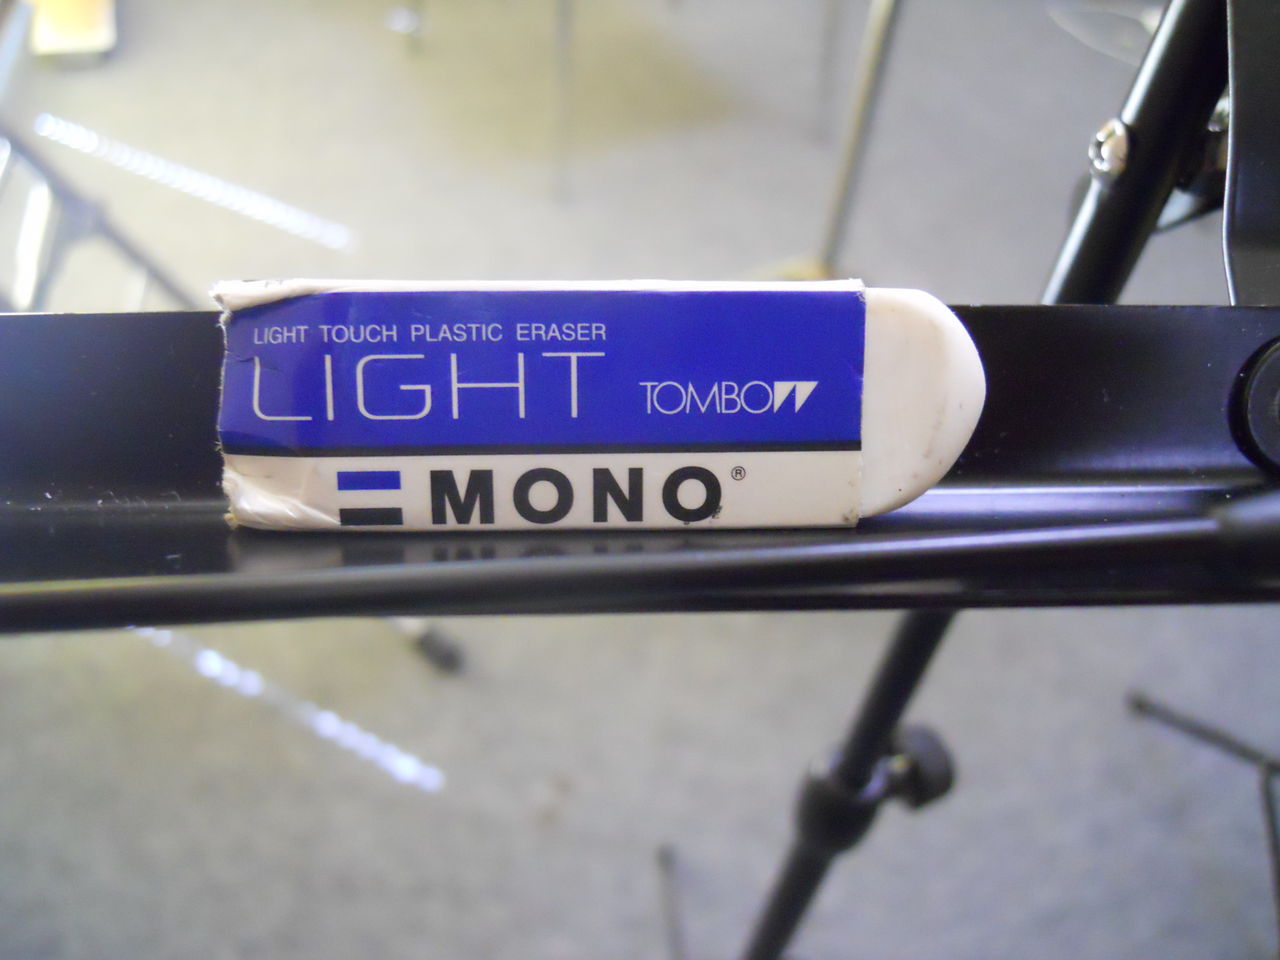 LIGHT TOUCH PLASTIC ERASER
LIGHT
TOMBOW
MONO®